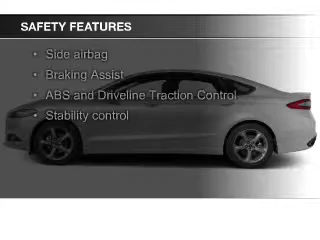 SAFETY FEATURES
• Side airbag
• Braking Assist
• ABS and Driveline Traction Control
• Stability control